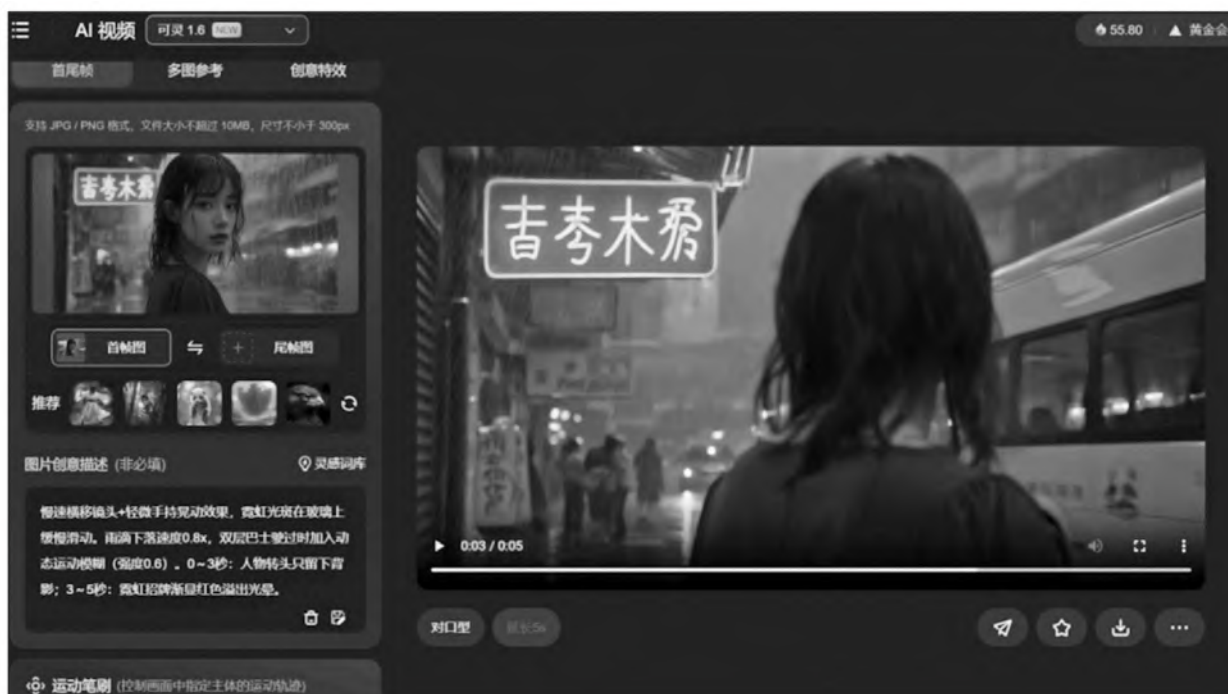 AI 视频
可灵 1.6 NEW
55.80
黄金会
首尾帧
多图参考
创意特效
支持 JPG / PNG 格式，文件大小不超过 10MB，尺寸不小于 300px
首帧图
尾帧图
推荐
图片创意描述 (非必填)
灵感词库
慢速横移镜头+轻微手持晃动效果，霓虹光斑在玻璃上
缓慢滑动。雨滴下落速度0.8x，双层巴士驶过时加入动
态运动模糊（强度0.6）。0~3秒：人物转头只留下背
影；3~5秒：霓虹招牌渐显红色溢出光晕。
运动笔刷 (控制画面中指定主体的运动轨迹)
0:03 / 0:05
对口型
延长5s